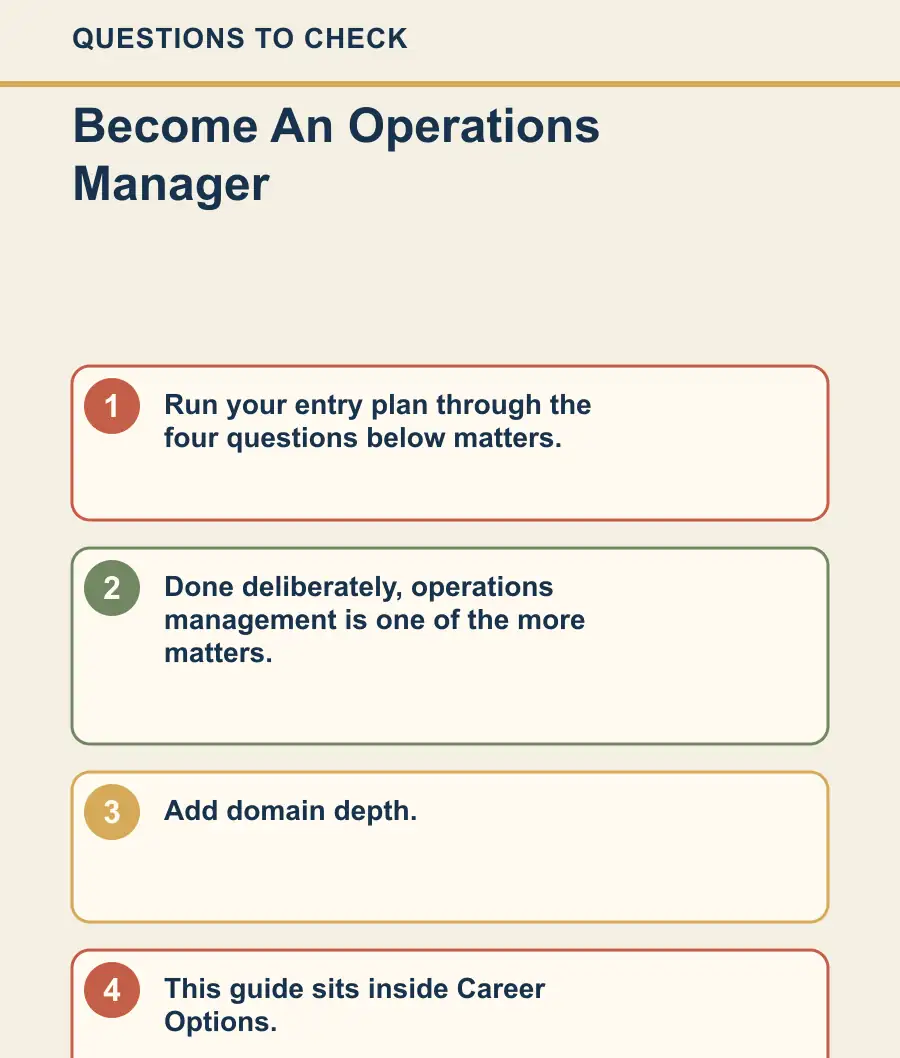 QUESTIONS TO CHECK
Become An Operations
Manager
1
Run your entry plan through the
four questions below matters.
2
Done deliberately, operations
management is one of the more
matters.
3
Add domain depth.
4
This guide sits inside Career
Options.